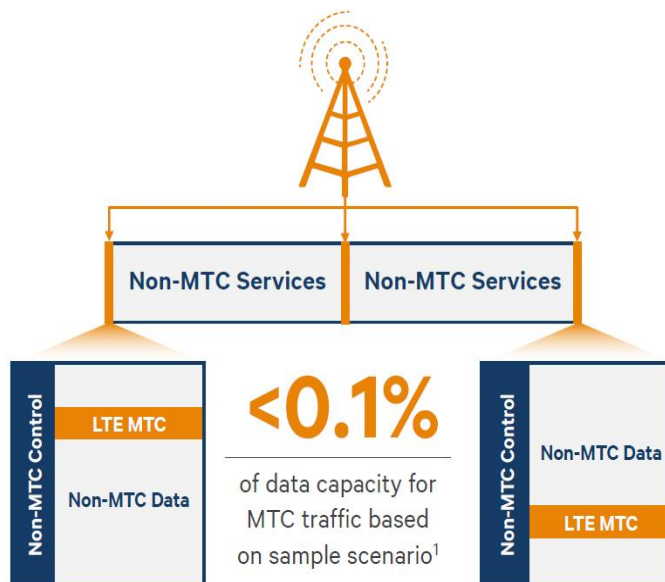 Non-MTC Services
Non-MTC Services
Non-MTC Control
LTE MTC
Non-MTC Data
<0.1%
of data capacity for
MTC traffic based
on sample scenario¹
Non-MTC Control
Non-MTC Data
LTE MTC